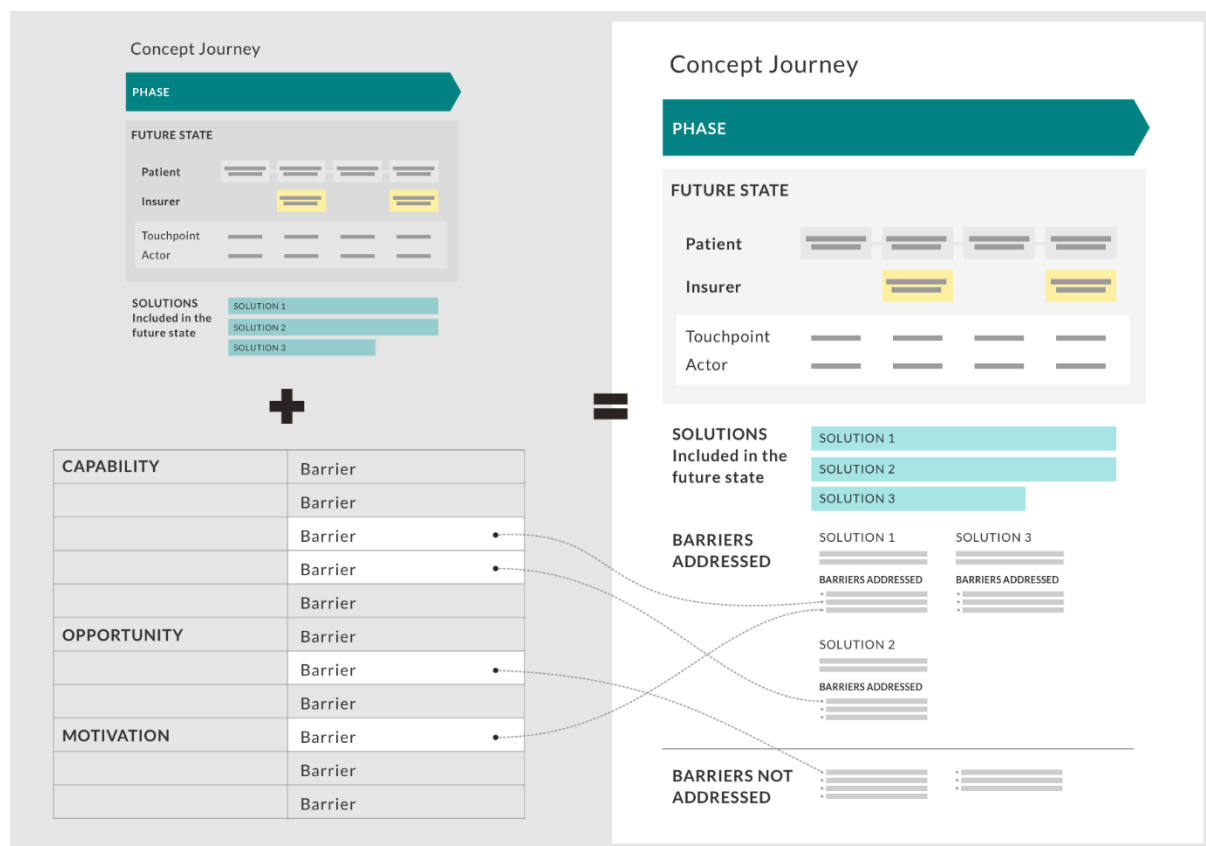 Concept Journey
PHASE
FUTURE STATE
Patient
Insurer
Touchpoint
Actor
SOLUTIONS
Included in the
future state
SOLUTION 1
SOLUTION 2
SOLUTION 3
+
=
CAPABILITY
Barrier
Barrier
Barrier
Barrier
Barrier
OPPORTUNITY
Barrier
Barrier
Barrier
MOTIVATION
Barrier
Barrier
Barrier
Concept Journey
PHASE
FUTURE STATE
Patient
Insurer
Touchpoint
Actor
SOLUTIONS
Included in the
future state
SOLUTION 1
SOLUTION 2
SOLUTION 3
BARRIERS
ADDRESSED
SOLUTION 1
BARRIERS ADDRESSED
SOLUTION 3
BARRIERS ADDRESSED
SOLUTION 2
BARRIERS ADDRESSED
BARRIERS NOT
ADDRESSED